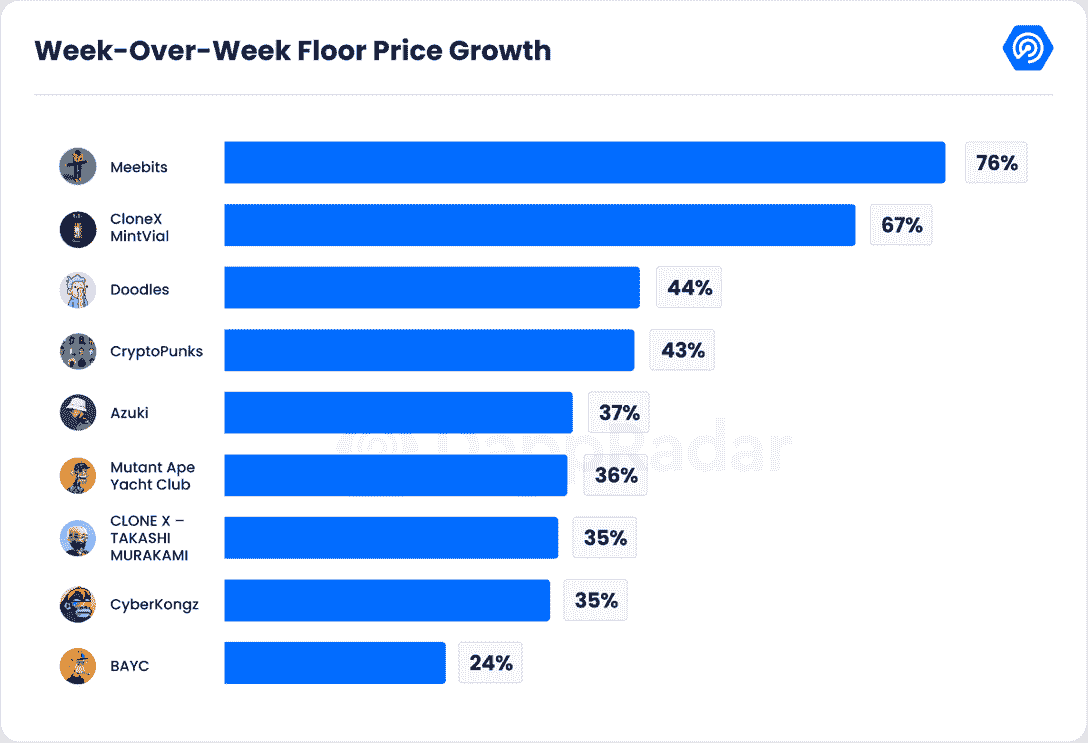 Week-Over-Week Floor Price Growth
Meebits
76%
CloneX
MintVial
67%
Doodles
44%
CryptoPunks
43%
Azuki
37%
DappRadar
Mutant Ape
Yacht Club
36%
CLONE X –
TAKASHI
MURAKAMI
35%
CyberKongz
35%
BAYC
24%